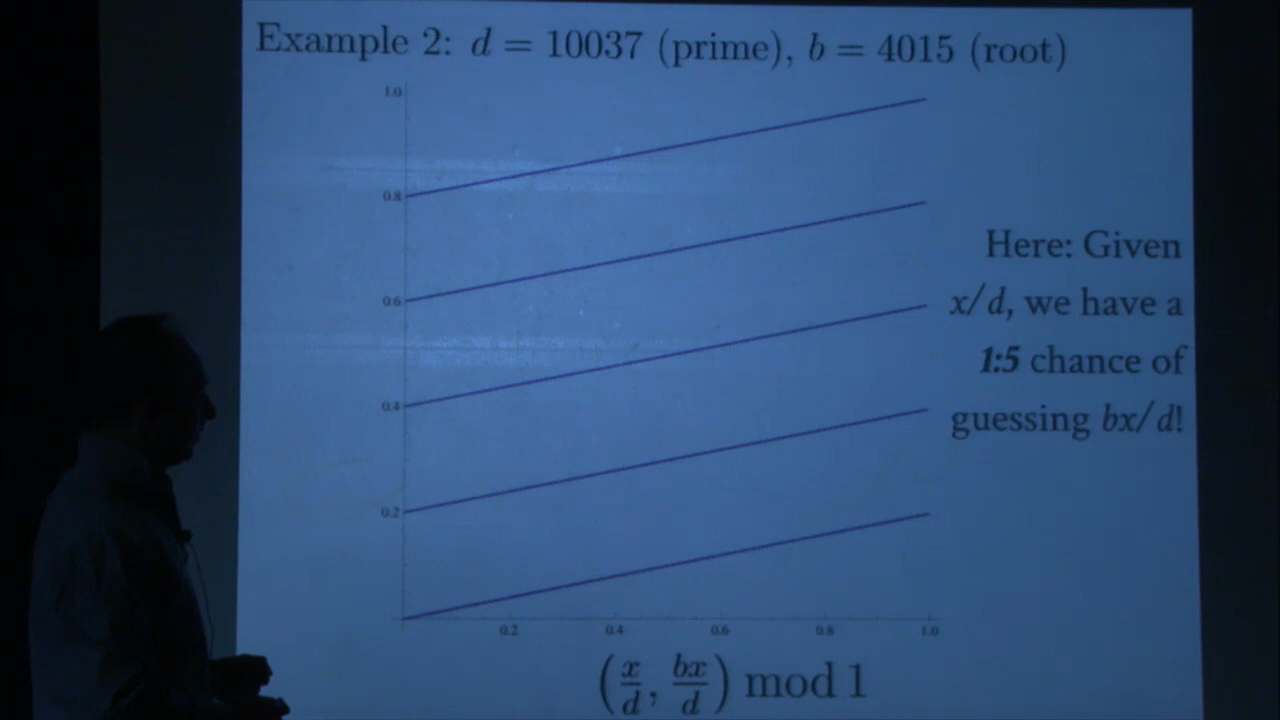 Example 2: d = 10037 (prime), b = 4015 (root)
1.0
0.8
0.6
0.4
0.2
0.2 0.4 0.6 0.8 1.0
Here: Given
x/d, we have a
1:5 chance of
guessing bx/d!
(x/d, bx/d) mod 1